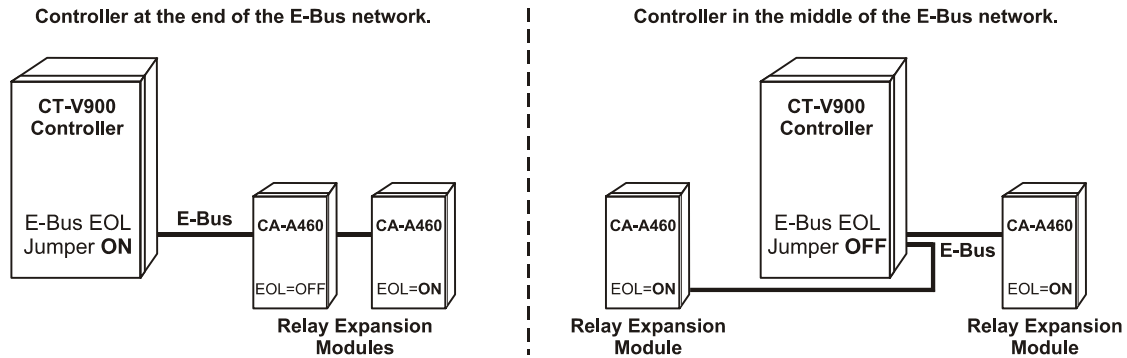 Controller at the end of the E-Bus network.
CT-V900
Controller
E-Bus EOL
Jumper ON
E-Bus
CA-A460
EOL=OFF
CA-A460
EOL=ON
Relay Expansion
Modules
Controller in the middle of the E-Bus network.
CA-A460
EOL=ON
Relay Expansion
Module
CT-V900
Controller
E-Bus EOL
Jumper OFF
E-Bus
CA-A460
EOL=ON
Relay Expansion
Module